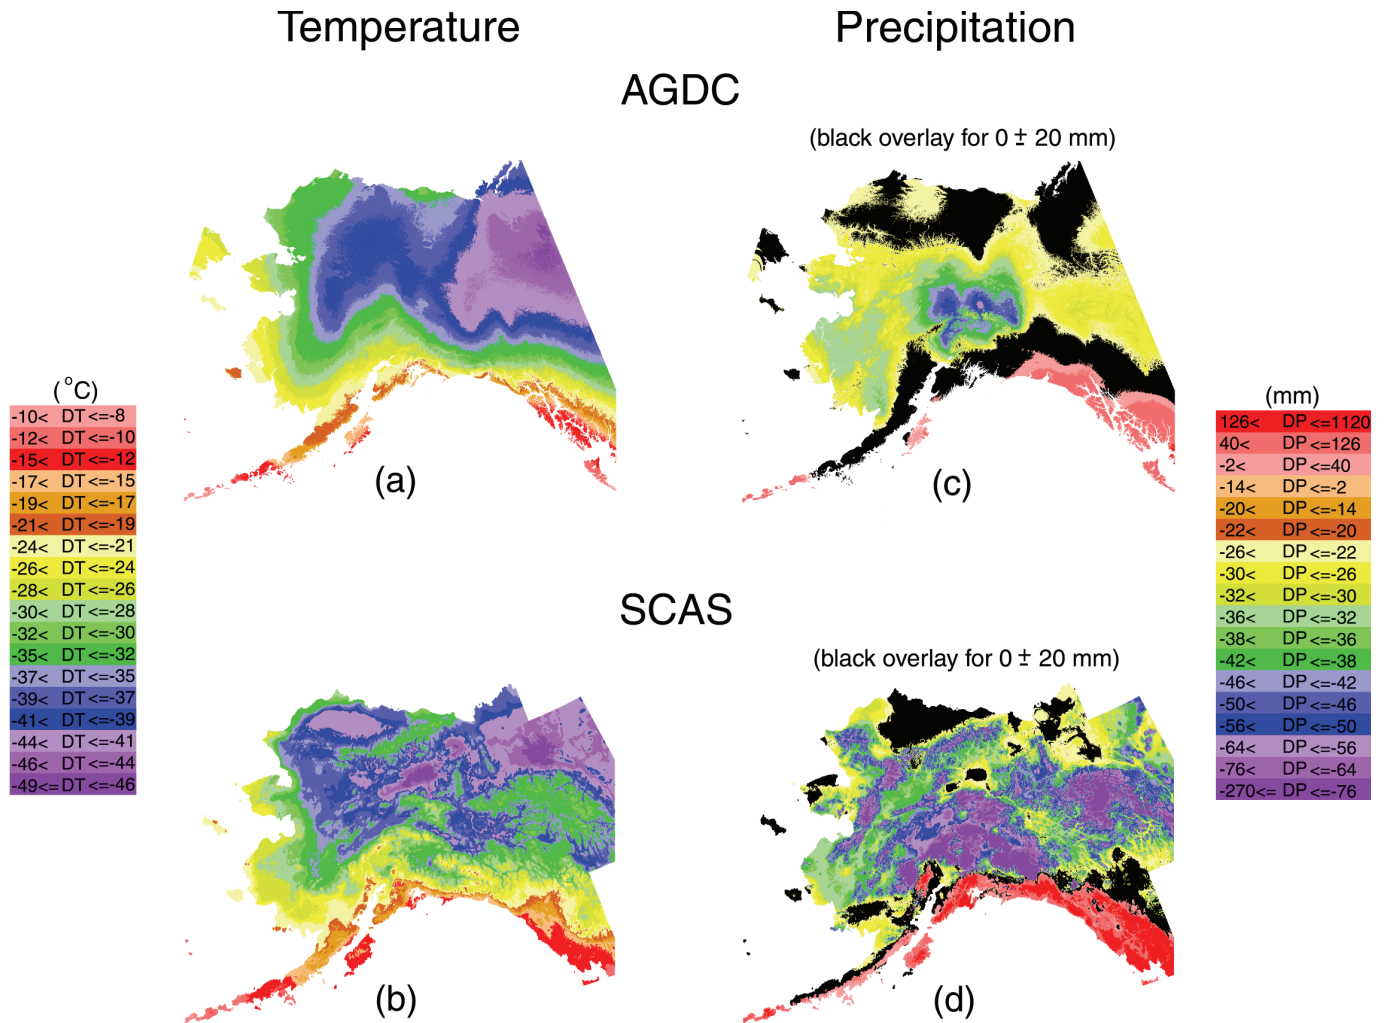 Temperature
Precipitation
AGDC
(black overlay for 0 ± 20 mm)
(a)
(c)
(°C)
-10< DT <=-8
-12< DT <=-10
-15< DT <=-12
-17< DT <=-15
-19< DT <=-17
-21< DT <=-19
-24< DT <=-21
-26< DT <=-24
-28< DT <=-26
-30< DT <=-28
-32< DT <=-30
-35< DT <=-32
-37< DT <=-35
-39< DT <=-37
-41< DT <=-39
-44< DT <=-41
-46< DT <=-44
-49<= DT <=-46
(mm)
126< DP <=1120
40< DP <=126
-2< DP <=40
-14< DP <=-2
-20< DP <=-14
-22< DP <=-20
-26< DP <=-22
-30< DP <=-26
-32< DP <=-30
-36< DP <=-32
-38< DP <=-36
-42< DP <=-38
-46< DP <=-42
-50< DP <=-46
-56< DP <=-50
-64< DP <=-56
-76< DP <=-64
-270<= DP <=-76
SCAS
(black overlay for 0 ± 20 mm)
(b)
(d)